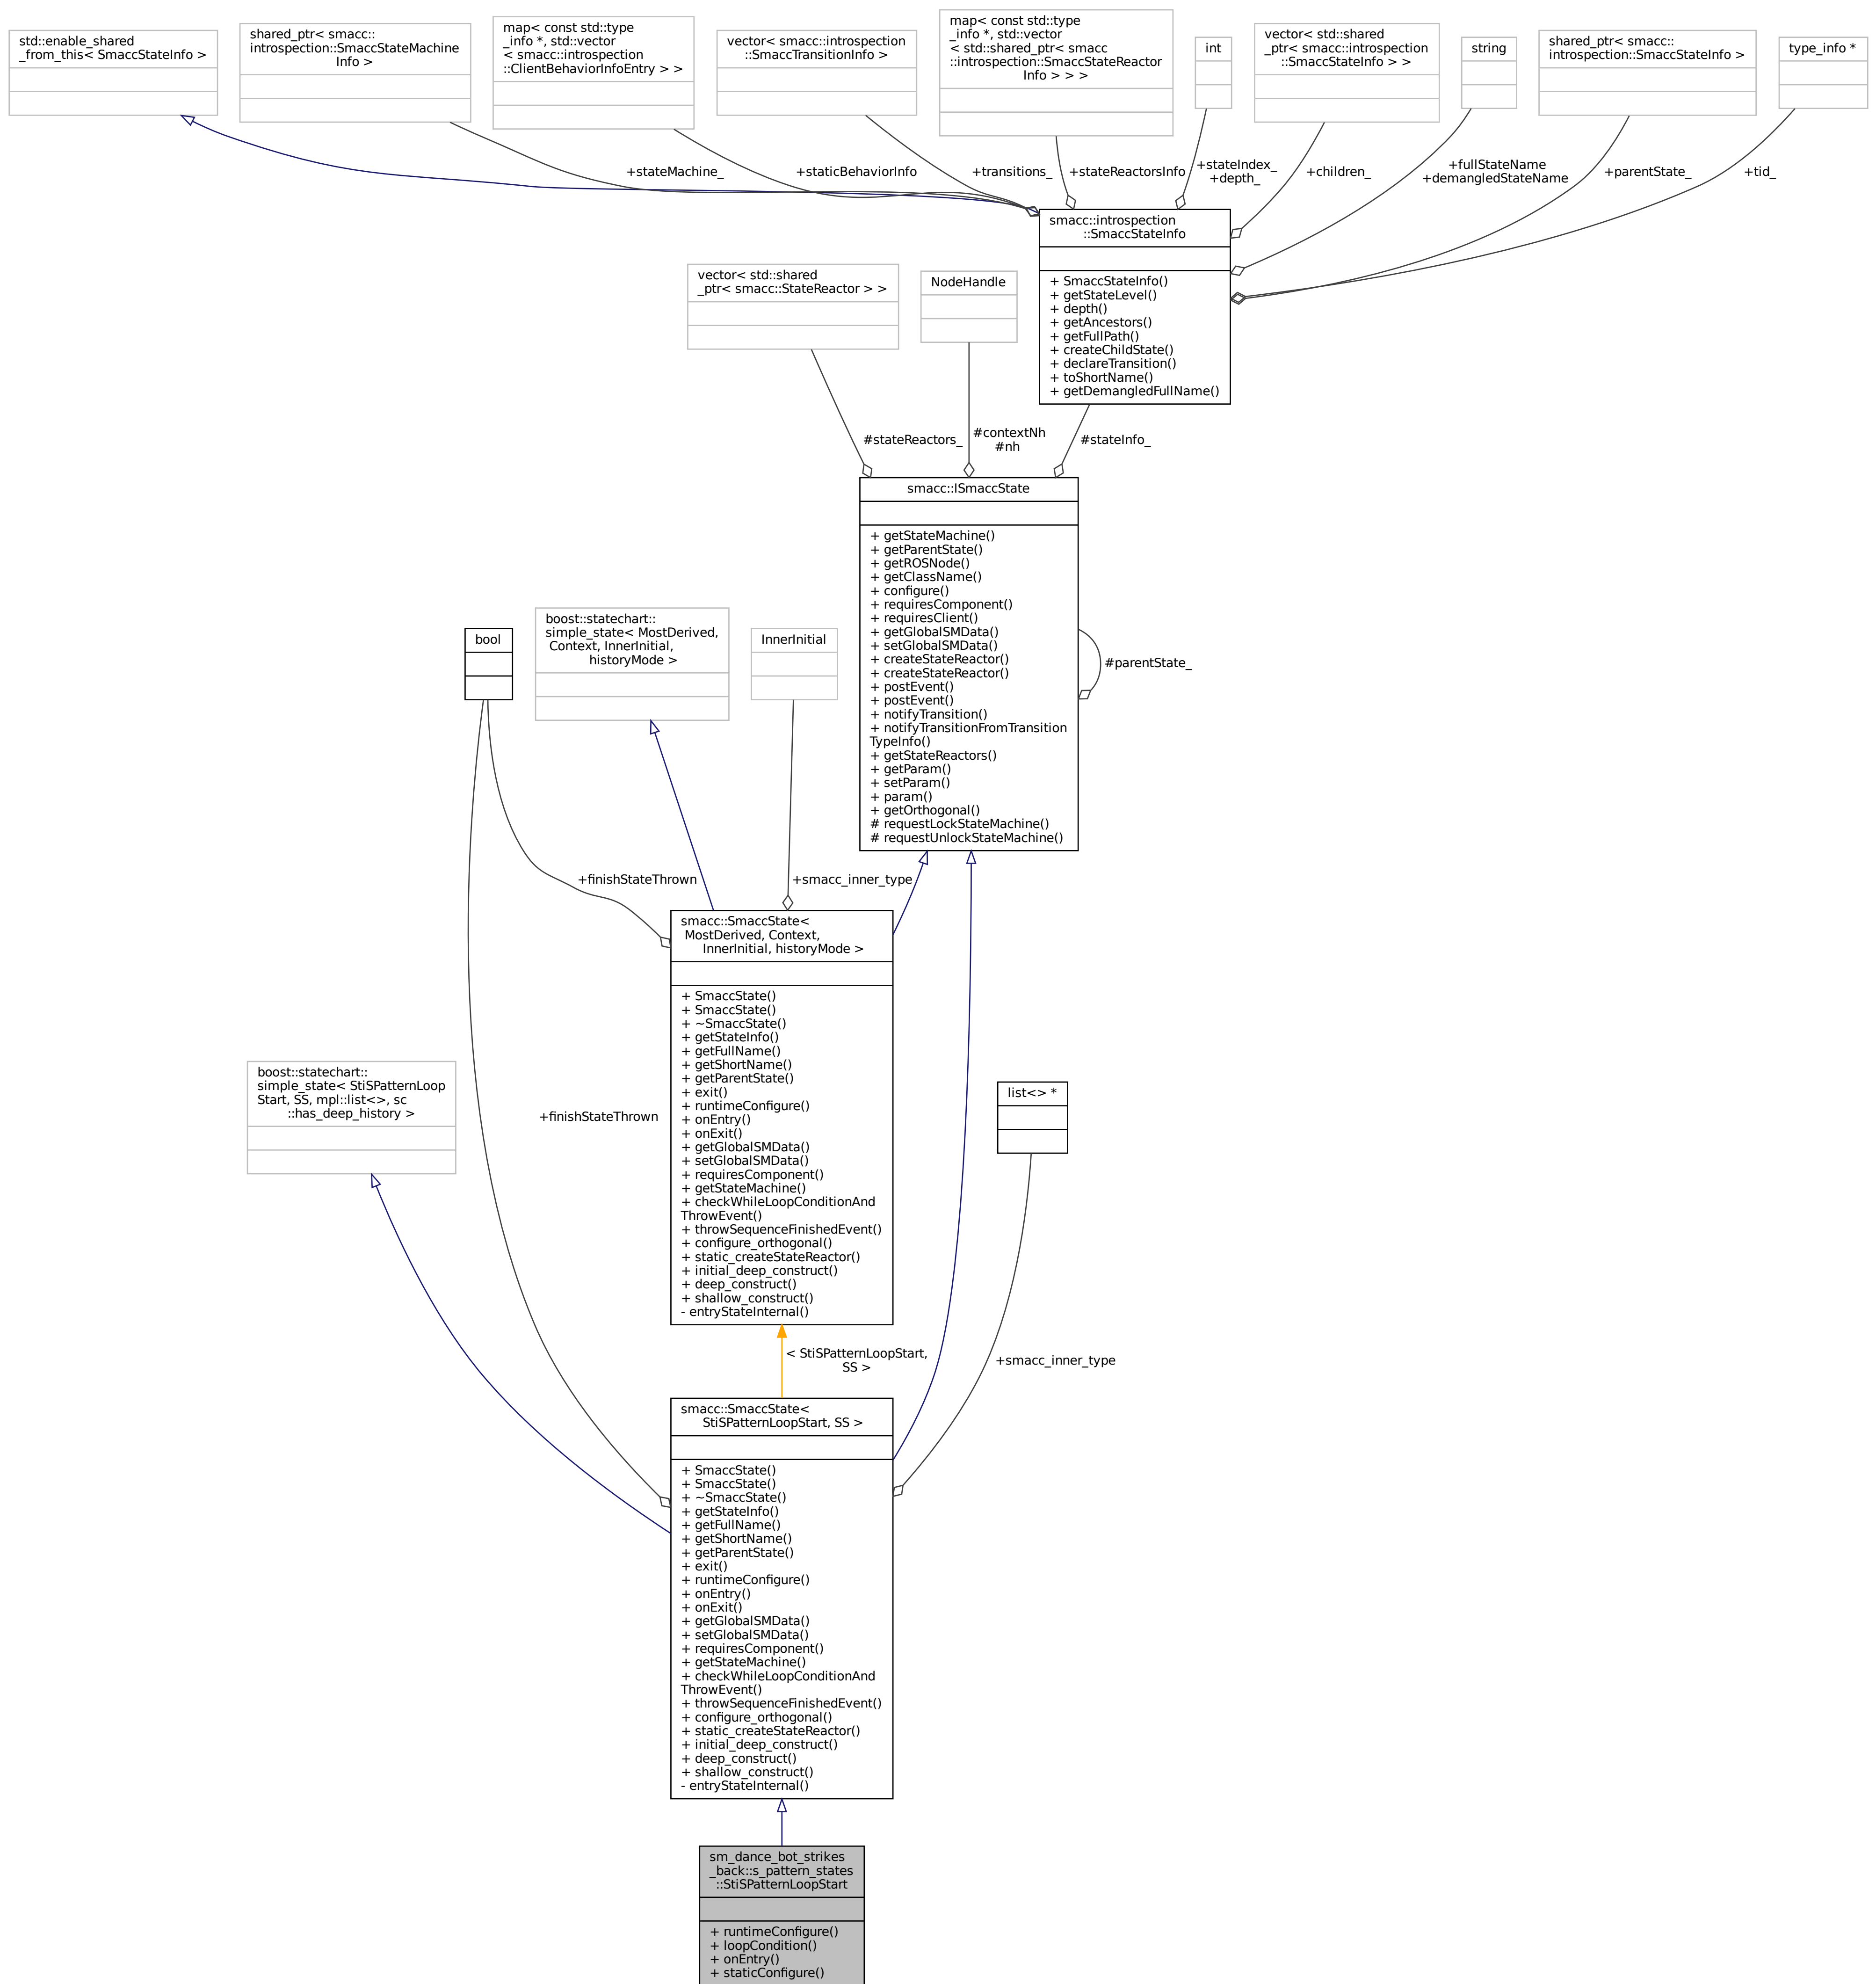 std::enable_shared
_from_this< SmaccStateInfo >
shared_ptr< smacc::
introspection::SmaccStateMachine
Info >
map< const std::type
_info *, std::vector
< smacc::introspection
::ClientBehaviorInfoEntry > >
vector< smacc::introspection
::SmaccTransitionInfo >
map< const std::type
_info *, std::vector
< std::shared_ptr< smacc
::introspection::SmaccStateReactor
Info > > >
int
vector< std::shared
_ptr< smacc::introspection
::SmaccStateInfo > >
string
shared_ptr< smacc::
introspection::SmaccStateInfo >
type_info *
+stateMachine_
+staticBehaviorInfo
+transitions_
+stateReactorsInfo
+stateIndex_
+depth_
+children_
+fullStateName
+demangledStateName
+parentState_
+tid_
smacc::introspection
::SmaccStateInfo
+ SmaccStateInfo()
+ getStateLevel()
+ depth()
+ getAncestors()
+ getFullPath()
+ createChildState()
+ declareTransition()
+ toShortName()
+ getDemangledFullName()
vector< std::shared
_ptr< smacc::StateReactor > >
NodeHandle
#stateReactors_
#contextNh
#nh
#stateInfo_
smacc::ISmaccState
+ getStateMachine()
+ getParentState()
+ getROSNode()
+ getClassName()
+ configure()
+ requiresComponent()
+ requiresClient()
+ getGlobalSMData()
+ setGlobalSMData()
+ createStateReactor()
+ createStateReactor()
+ postEvent()
+ postEvent()
+ notifyTransition()
+ notifyTransitionFromTransition
TypeInfo()
+ getStateReactors()
+ getParam()
+ setParam()
+ param()
+ getOrthogonal()
# requestLockStateMachine()
# requestUnlockStateMachine()
#parentState_
bool
boost::statechart::
simple_state< MostDerived,
Context, InnerInitial,
historyMode >
InnerInitial
+finishStateThrown
+smacc_inner_type
smacc::SmaccState<
MostDerived, Context,
InnerInitial, historyMode >
+ SmaccState()
+ SmaccState()
+ ~SmaccState()
+ getStateInfo()
+ getFullName()
+ getShortName()
+ getParentState()
+ exit()
+ runtimeConfigure()
+ onEntry()
+ onExit()
+ getGlobalSMData()
+ setGlobalSMData()
+ requiresComponent()
+ getStateMachine()
+ checkWhileLoopConditionAnd
ThrowEvent()
+ throwSequenceFinishedEvent()
+ configure_orthogonal()
+ static_createStateReactor()
+ initial_deep_construct()
+ deep_construct()
+ shallow_construct()
- entryStateInternal()
boost::statechart::
simple_state< StiSPatternLoop
Start, SS, mpl::list<>, sc
::has_deep_history >
+finishStateThrown
list<> *
< StiSPatternLoopStart,
SS >
+smacc_inner_type
smacc::SmaccState<
StiSPatternLoopStart, SS >
+ SmaccState()
+ SmaccState()
+ ~SmaccState()
+ getStateInfo()
+ getFullName()
+ getShortName()
+ getParentState()
+ exit()
+ runtimeConfigure()
+ onEntry()
+ onExit()
+ getGlobalSMData()
+ setGlobalSMData()
+ requiresComponent()
+ getStateMachine()
+ checkWhileLoopConditionAnd
ThrowEvent()
+ throwSequenceFinishedEvent()
+ configure_orthogonal()
+ static_createStateReactor()
+ initial_deep_construct()
+ deep_construct()
+ shallow_construct()
- entryStateInternal()
sm_dance_bot_strikes
_back::s_pattern_states
::StiSPatternLoopStart
+ runtimeConfigure()
+ loopCondition()
+ onEntry()
+ staticConfigure()